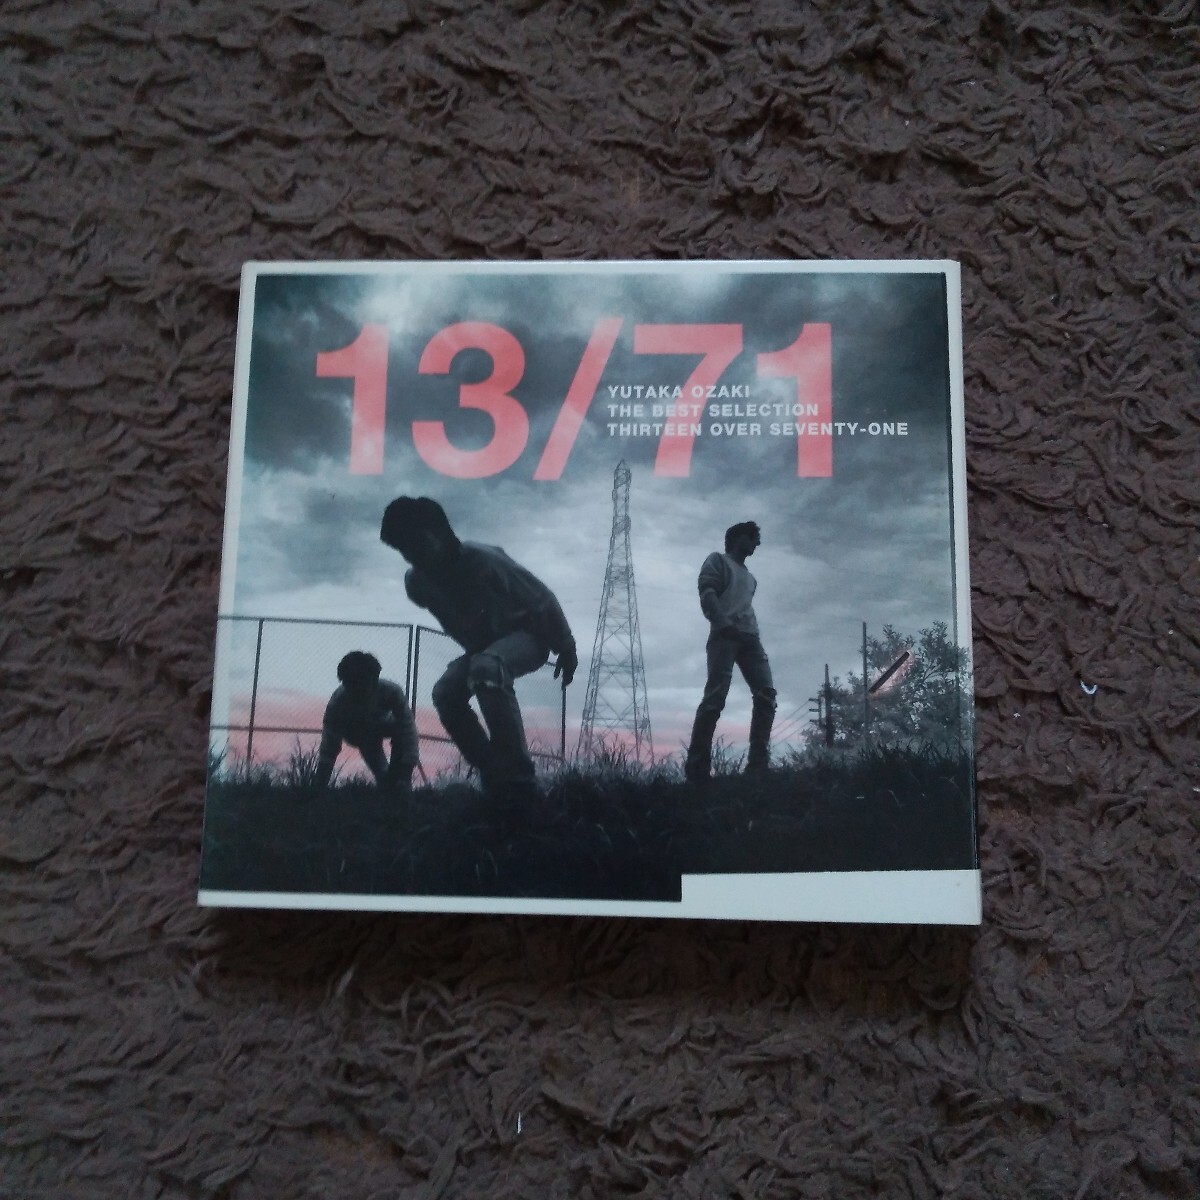 13/71
YUTAKA OZAKI
THE BEST SELECTION
THIRTEEN OVER SEVENTY-ONE